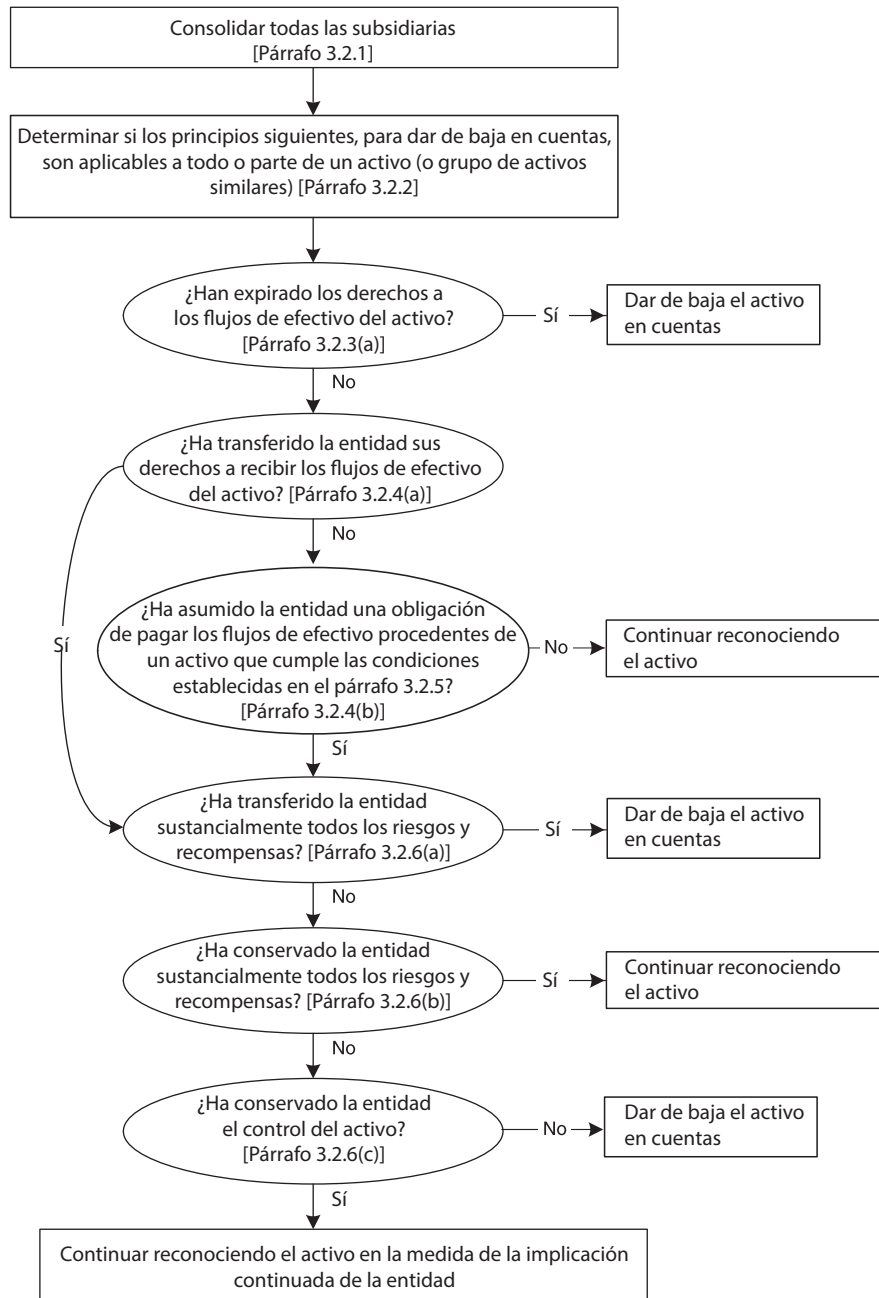 Consolidar todas las subsidiarias
[Párrafo 3.2.1]
Determinar si los principios siguientes, para dar de baja en cuentas,
son aplicables a todo o parte de un activo (o grupo de activos
similares) [Párrafo 3.2.2]
¿Han expirado los derechos a
los flujos de efectivo del activo?
[Párrafo 3.2.3(a)]
Sí
Dar de baja el activo
en cuentas
No
¿Ha transferido la entidad sus
derechos a recibir los flujos de efectivo
del activo? [Párrafo 3.2.4(a)]
No
Sí
¿Ha asumido la entidad una obligación
de pagar los flujos de efectivo procedentes de
un activo que cumple las condiciones
establecidas en el párrafo 3.2.5?
[Párrafo 3.2.4(b)]
No
Continuar reconociendo
el activo
Sí
¿Ha transferido la entidad
sustancialmente todos los riesgos y
recompensas? [Párrafo 3.2.6(a)]
Sí
Dar de baja el activo
en cuentas
No
¿Ha conservado la entidad
sustancialmente todos los riesgos y
recompensas? [Párrafo 3.2.6(b)]
Sí
Continuar reconociendo
el activo
No
¿Ha conservado la entidad
el control del activo?
[Párrafo 3.2.6(c)]
No
Dar de baja el activo
en cuentas
Sí
Continuar reconociendo el activo en la medida de la implicación
continuada de la entidad